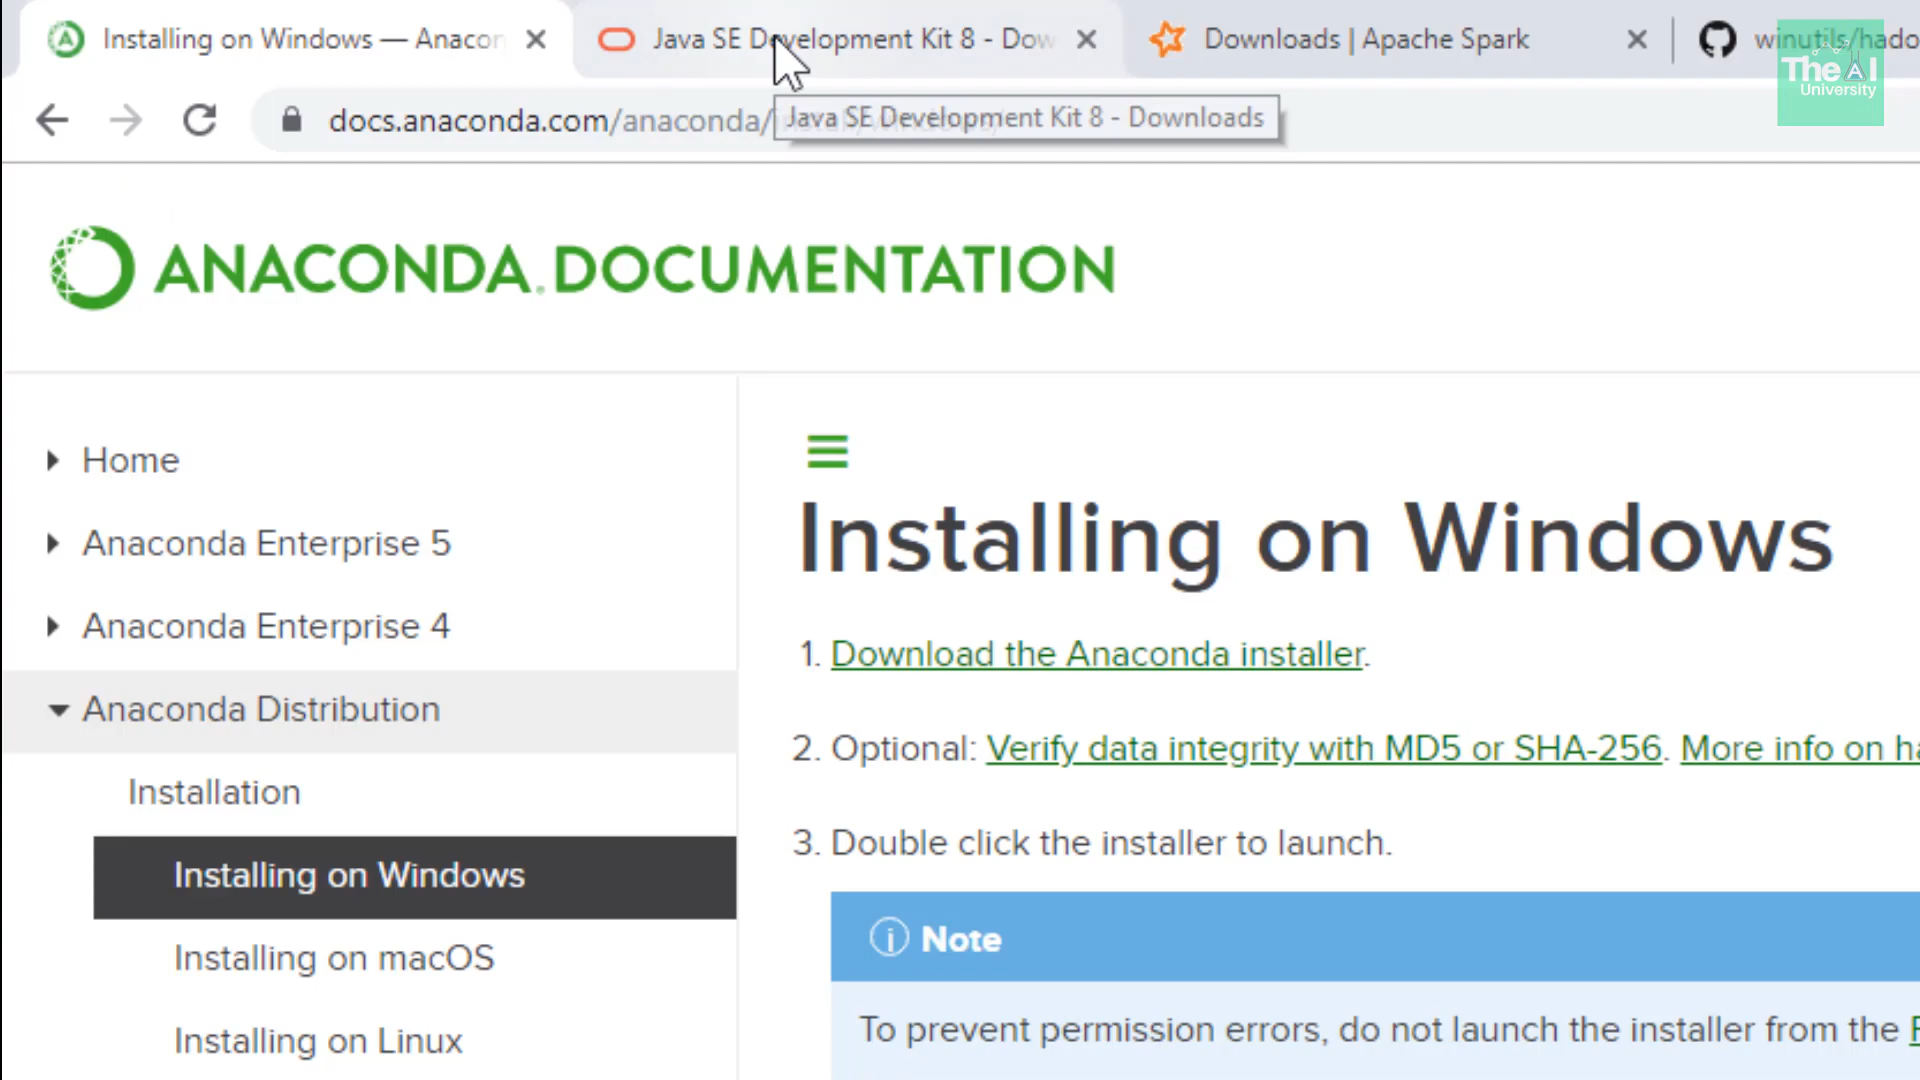 Installing on Windows — Anacon
Java SE Development Kit 8 - Dow
Downloads | Apache Spark
winutils/hado
The AI
University
docs.anaconda.com/anaconda/install/windows/
Java SE Development Kit 8 - Downloads
ANACONDA.DOCUMENTATION
Home
Anaconda Enterprise 5
Anaconda Enterprise 4
Anaconda Distribution
Installation
Installing on Windows
Installing on macOS
Installing on Linux
Installing on Windows
1. Download the Anaconda installer.
2. Optional: Verify data integrity with MD5 or SHA-256. More info on ha
3. Double click the installer to launch.
Note
To prevent permission errors, do not launch the installer from the F